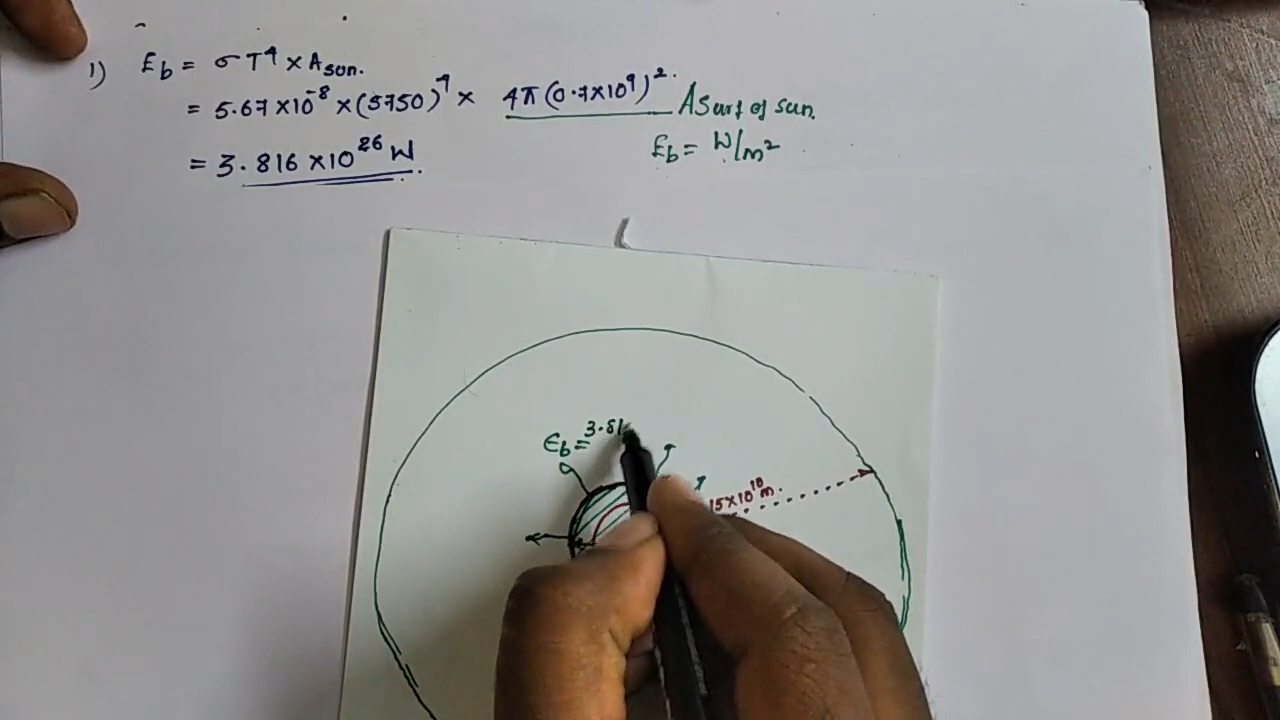 1) Eb = σT⁴ × Asun.
= 5.67 × 10⁻⁸ × (5750)⁴ × 4π(0.7×10⁹)². Asurf of sun.
Eb = W/m²
= 3.816 × 10²⁶ W.
Eb = 3.81
15×10¹⁰ m.